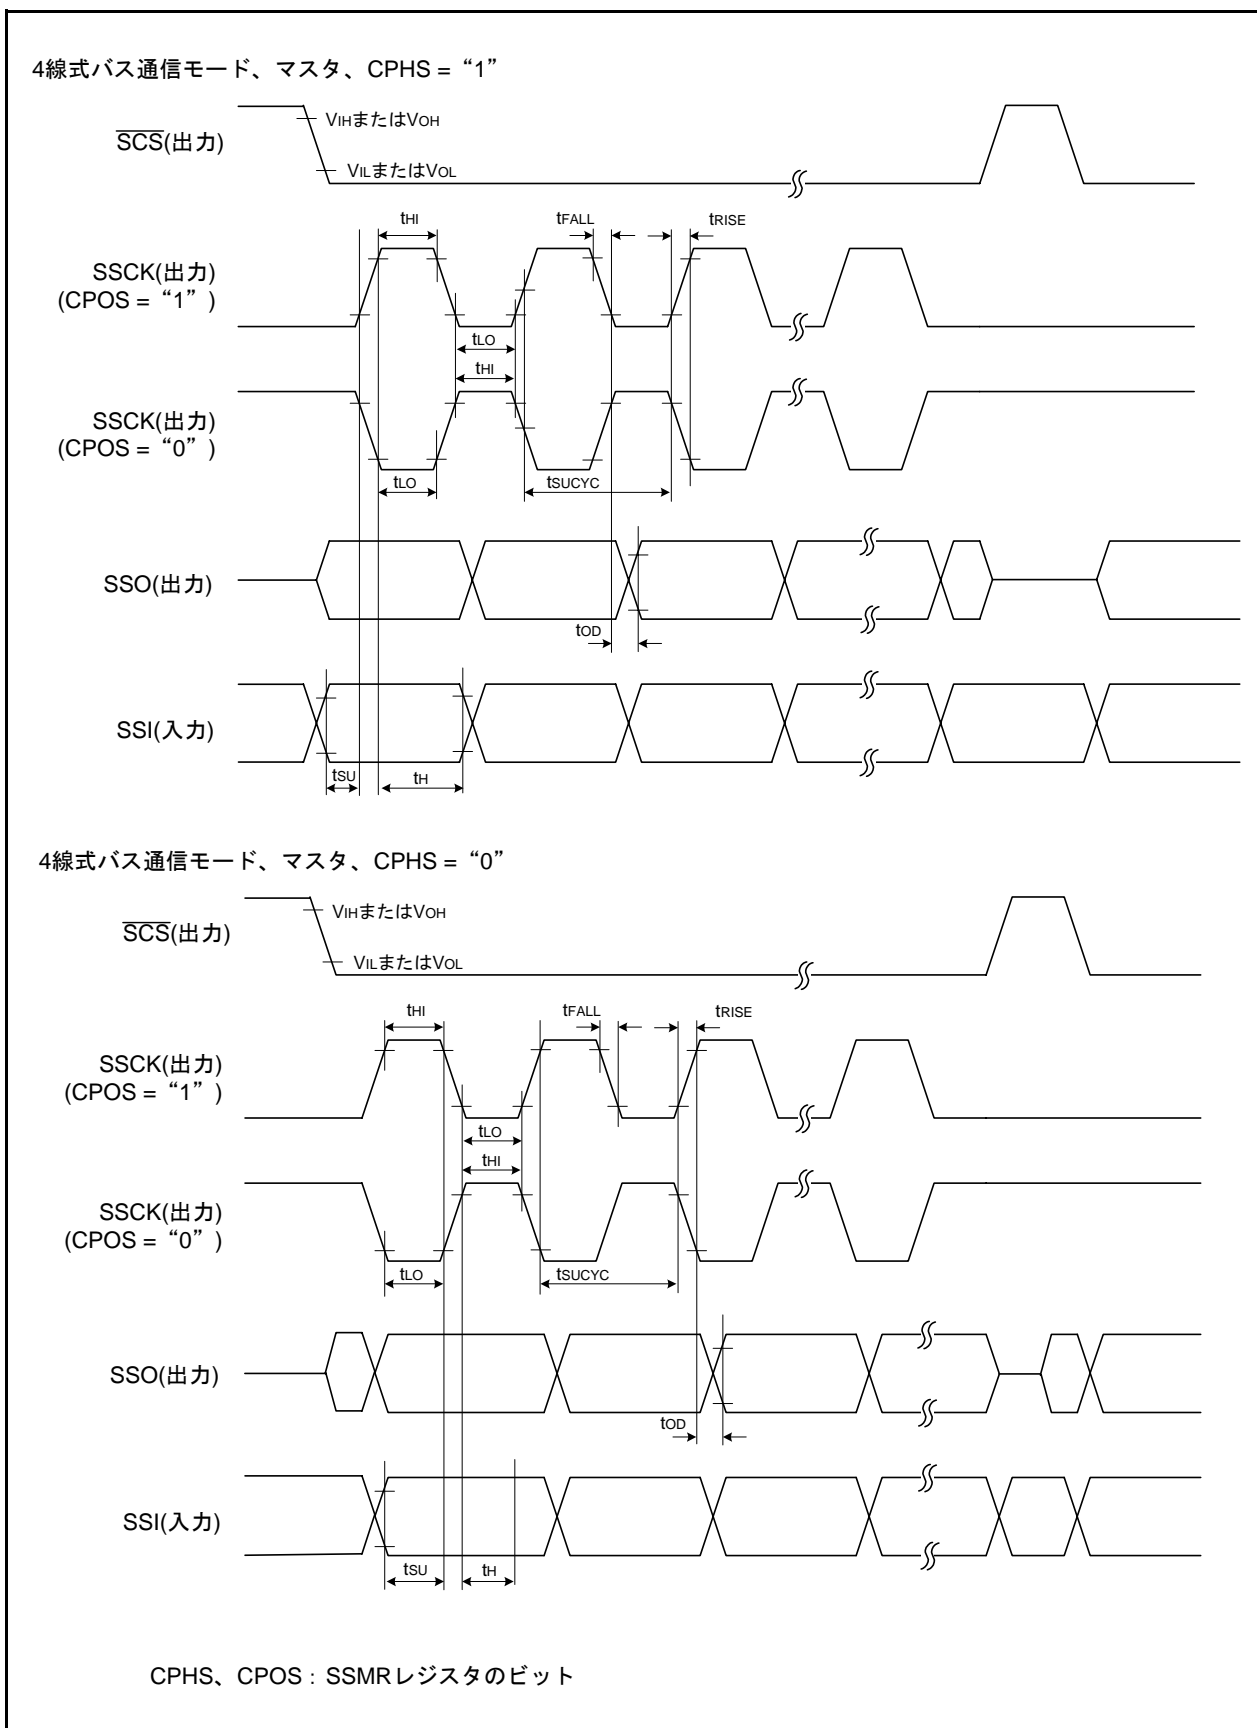 4線式バス通信モード、マスタ、CPHS = “1”
VIHまたはVOH
SCS(出力)
VILまたはVOL
tHI
tFALL
tRISE
SSCK(出力)
(CPOS = “1”)
tLO
tHI
SSCK(出力)
(CPOS = “0”)
tLO
tSUCYC
SSO(出力)
tOD
SSI(入力)
tSU
tH
4線式バス通信モード、マスタ、CPHS = “0”
VIHまたはVOH
SCS(出力)
VILまたはVOL
tHI
tFALL
tRISE
SSCK(出力)
(CPOS = “1”)
tLO
tHI
SSCK(出力)
(CPOS = “0”)
tLO
tSUCYC
SSO(出力)
tOD
SSI(入力)
tSU
tH
CPHS、CPOS : SSMRレジスタのビット